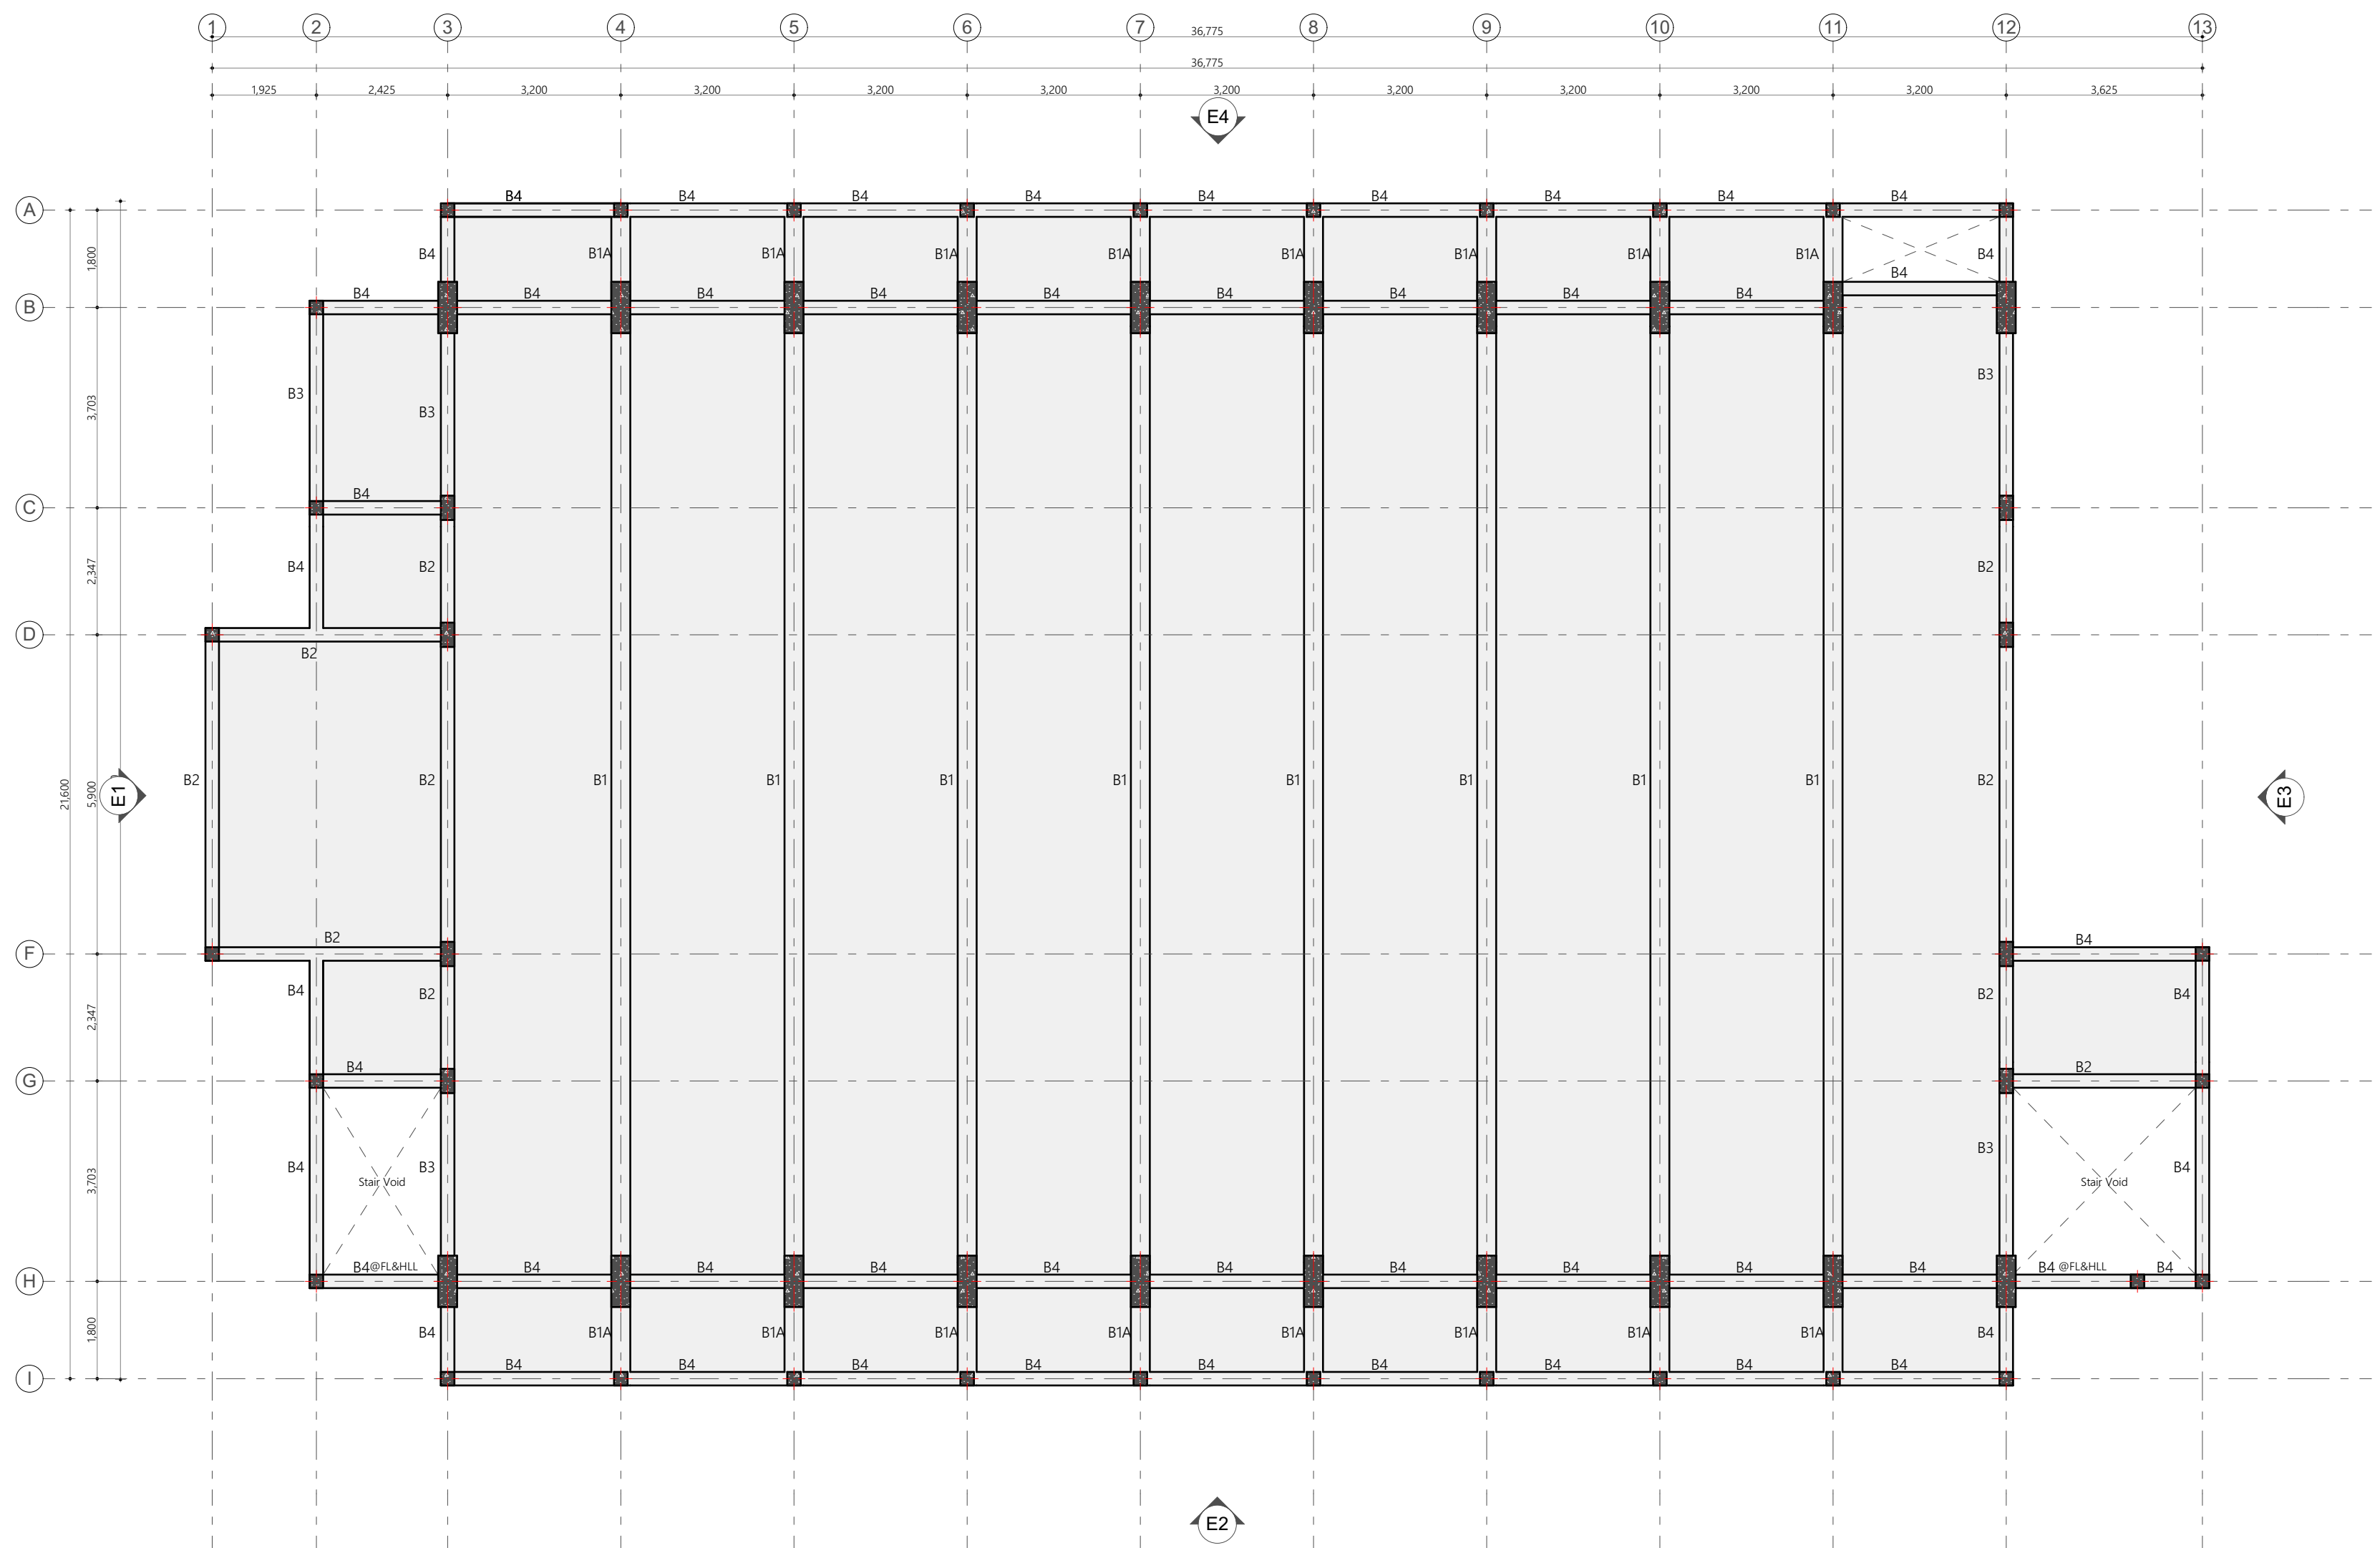 1 2 3 4 5 6 7 8 9 10 11 12 13
36,775
36,775
1,925 2,425 3,200 3,200 3,200 3,200 3,200 3,200 3,200 3,200 3,200 3,625
E4
B4 B4 B4 B4 B4 B4 B4 B4 B4
A
1,800 B4 B1A B1A B1A B1A B1A B1A B1A B1A B4
B4
B4 B4 B4 B4 B4 B4 B4 B4 B4
B
B3
3,703 B3 B3
B4
C
2,347 B4 B2 B2
D
B2
B2 B2 B1 B1 B1 B1 B1 B1 B1 B1 B2
21,600 5,900 E1 E3
B2 B4
F
B4 B2 B2 B4
2,347
B4 B2
G
B3
3,703 B4 B3 B4
Stair Void Stair Void
B4@FL&HLL B4 B4 B4 B4 B4 B4 B4 B4 B4 B4 @FL&HLL B4
H
1,800 B4 B1A B1A B1A B1A B1A B1A B1A B1A B4
B4 B4 B4 B4 B4 B4 B4 B4 B4
I
E2